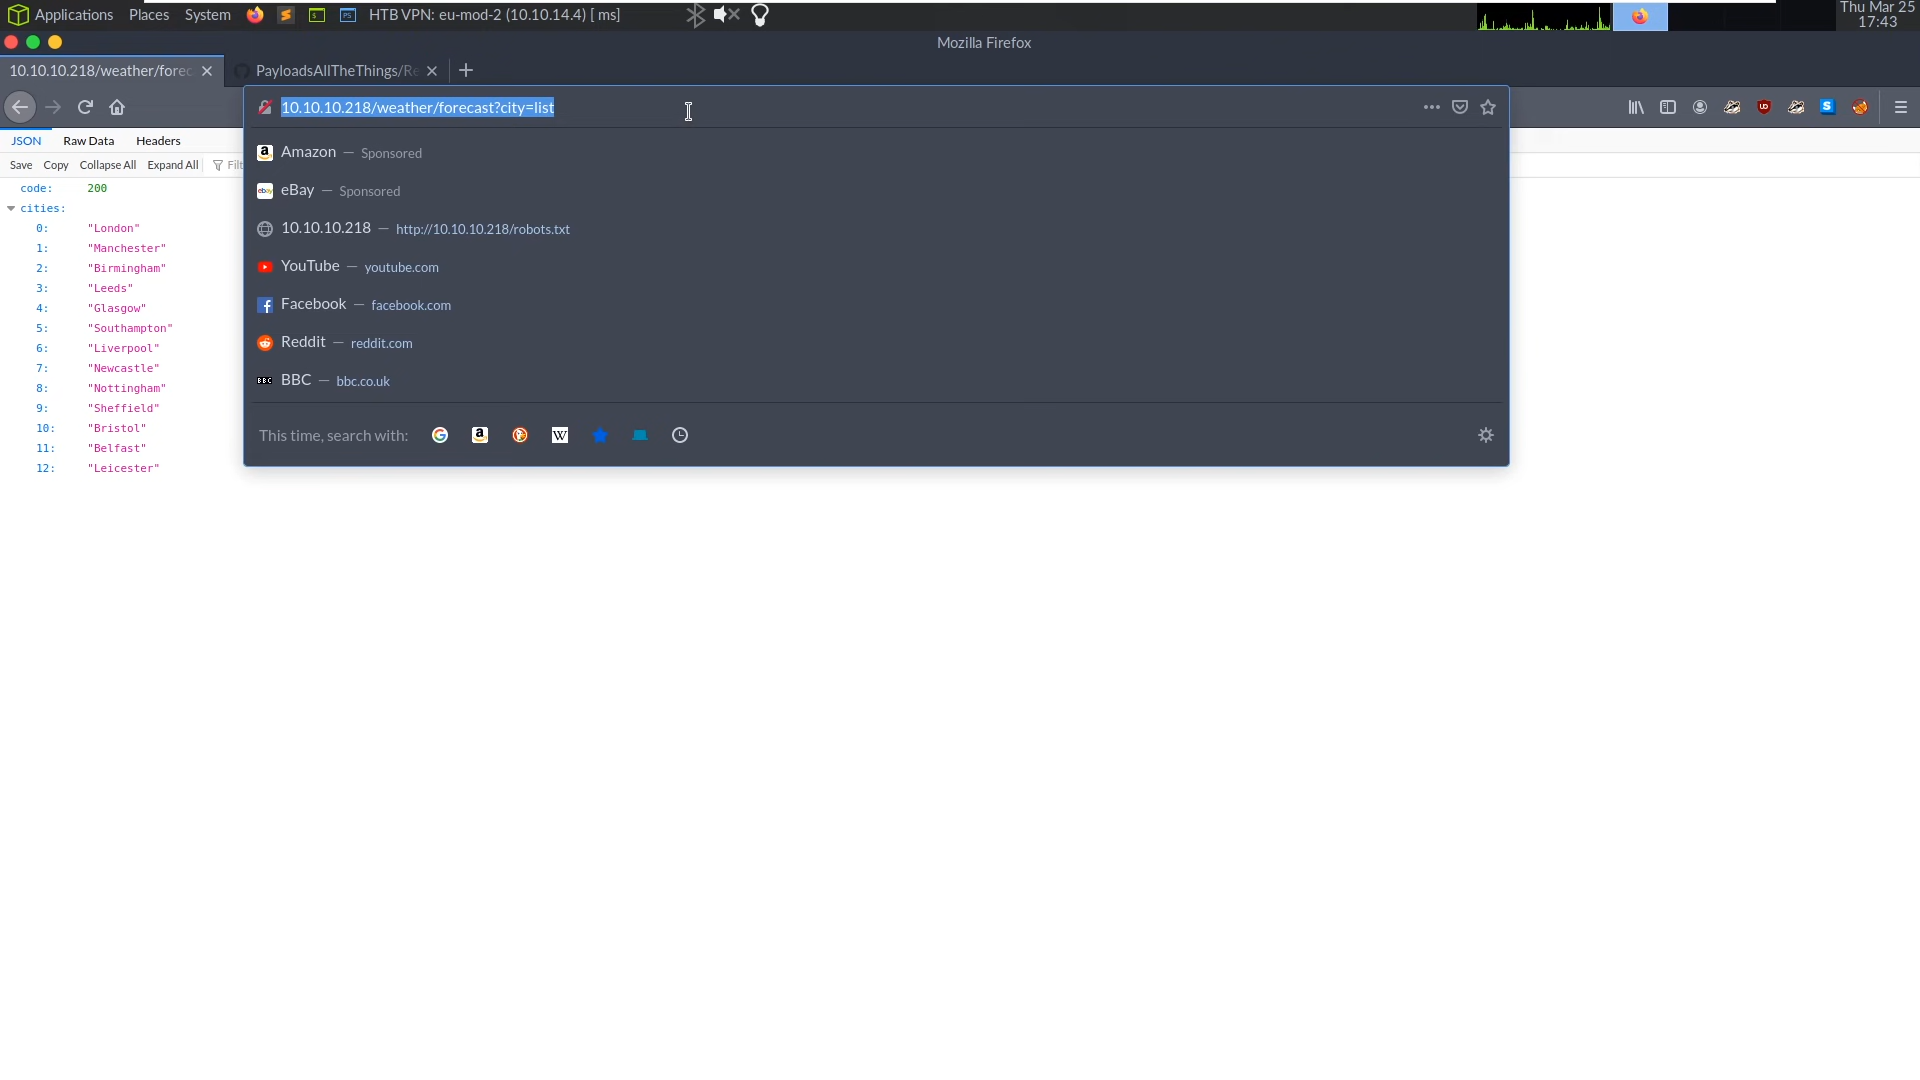 Applications Places System HTB VPN: eu-mod-2 (10.10.14.4) [ ms] Thu Mar 25
17:43
Mozilla Firefox
10.10.10.218/weather/forec PayloadsAllTheThings/Re
10.10.10.218/weather/forecast?city=list
JSON Raw Data Headers
Save Copy Collapse All Expand All Filt
Amazon — Sponsored
eBay — Sponsored
10.10.10.218 — http://10.10.10.218/robots.txt
YouTube — youtube.com
Facebook — facebook.com
Reddit — reddit.com
BBC — bbc.co.uk
This time, search with:
code: 200
cities:
0: "London"
1: "Manchester"
2: "Birmingham"
3: "Leeds"
4: "Glasgow"
5: "Southampton"
6: "Liverpool"
7: "Newcastle"
8: "Nottingham"
9: "Sheffield"
10: "Bristol"
11: "Belfast"
12: "Leicester"